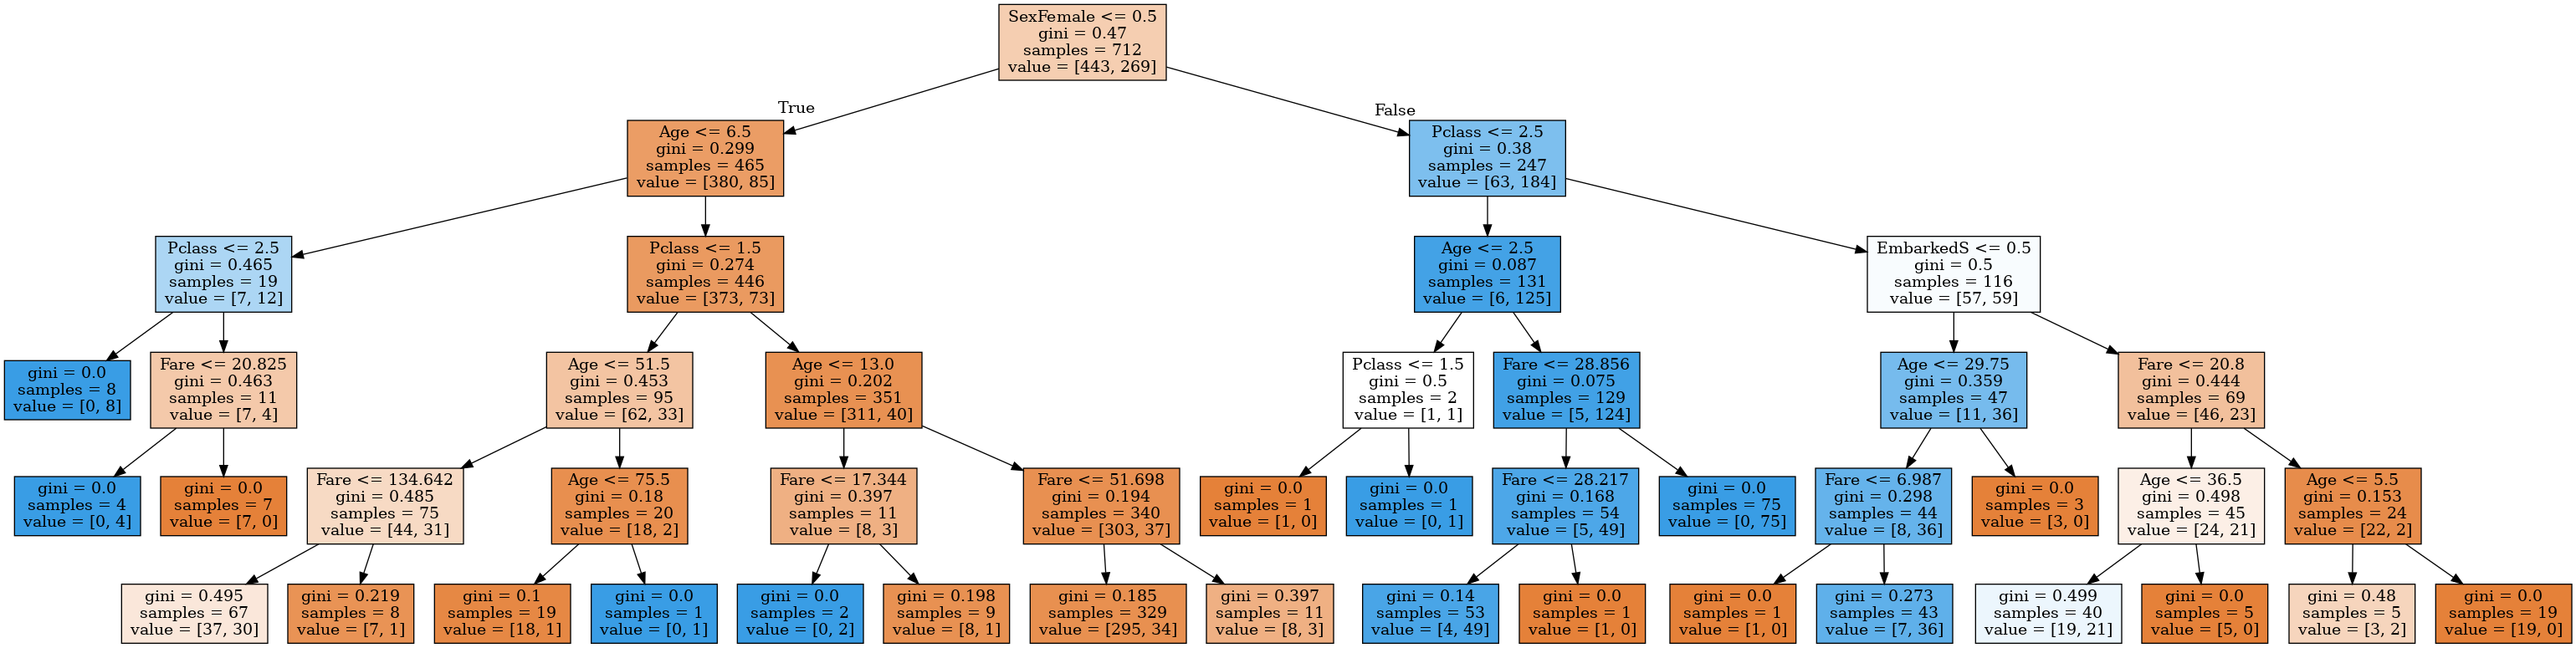 SexFemale <= 0.5
gini = 0.47
samples = 712
value = [443, 269]
True
False
Age <= 6.5
gini = 0.299
samples = 465
value = [380, 85]
Pclass <= 2.5
gini = 0.38
samples = 247
value = [63, 184]
Pclass <= 2.5
gini = 0.465
samples = 19
value = [7, 12]
Pclass <= 1.5
gini = 0.274
samples = 446
value = [373, 73]
Age <= 2.5
gini = 0.087
samples = 131
value = [6, 125]
EmbarkedS <= 0.5
gini = 0.5
samples = 116
value = [57, 59]
gini = 0.0
samples = 8
value = [0, 8]
Fare <= 20.825
gini = 0.463
samples = 11
value = [7, 4]
Age <= 51.5
gini = 0.453
samples = 95
value = [62, 33]
Age <= 13.0
gini = 0.202
samples = 351
value = [311, 40]
Pclass <= 1.5
gini = 0.5
samples = 2
value = [1, 1]
Fare <= 28.856
gini = 0.075
samples = 129
value = [5, 124]
Age <= 29.75
gini = 0.359
samples = 47
value = [11, 36]
Fare <= 20.8
gini = 0.444
samples = 69
value = [46, 23]
gini = 0.0
samples = 4
value = [0, 4]
gini = 0.0
samples = 7
value = [7, 0]
Fare <= 134.642
gini = 0.485
samples = 75
value = [44, 31]
Age <= 75.5
gini = 0.18
samples = 20
value = [18, 2]
Fare <= 17.344
gini = 0.397
samples = 11
value = [8, 3]
Fare <= 51.698
gini = 0.194
samples = 340
value = [303, 37]
gini = 0.0
samples = 1
value = [1, 0]
gini = 0.0
samples = 1
value = [0, 1]
Fare <= 28.217
gini = 0.168
samples = 54
value = [5, 49]
gini = 0.0
samples = 75
value = [0, 75]
Fare <= 6.987
gini = 0.298
samples = 44
value = [8, 36]
gini = 0.0
samples = 3
value = [3, 0]
Age <= 36.5
gini = 0.498
samples = 45
value = [24, 21]
Age <= 5.5
gini = 0.153
samples = 24
value = [22, 2]
gini = 0.495
samples = 67
value = [37, 30]
gini = 0.219
samples = 8
value = [7, 1]
gini = 0.1
samples = 19
value = [18, 1]
gini = 0.0
samples = 1
value = [0, 1]
gini = 0.0
samples = 2
value = [0, 2]
gini = 0.198
samples = 9
value = [8, 1]
gini = 0.185
samples = 329
value = [295, 34]
gini = 0.397
samples = 11
value = [8, 3]
gini = 0.14
samples = 53
value = [4, 49]
gini = 0.0
samples = 1
value = [1, 0]
gini = 0.0
samples = 1
value = [1, 0]
gini = 0.273
samples = 43
value = [7, 36]
gini = 0.499
samples = 40
value = [19, 21]
gini = 0.0
samples = 5
value = [5, 0]
gini = 0.48
samples = 5
value = [3, 2]
gini = 0.0
samples = 19
value = [19, 0]